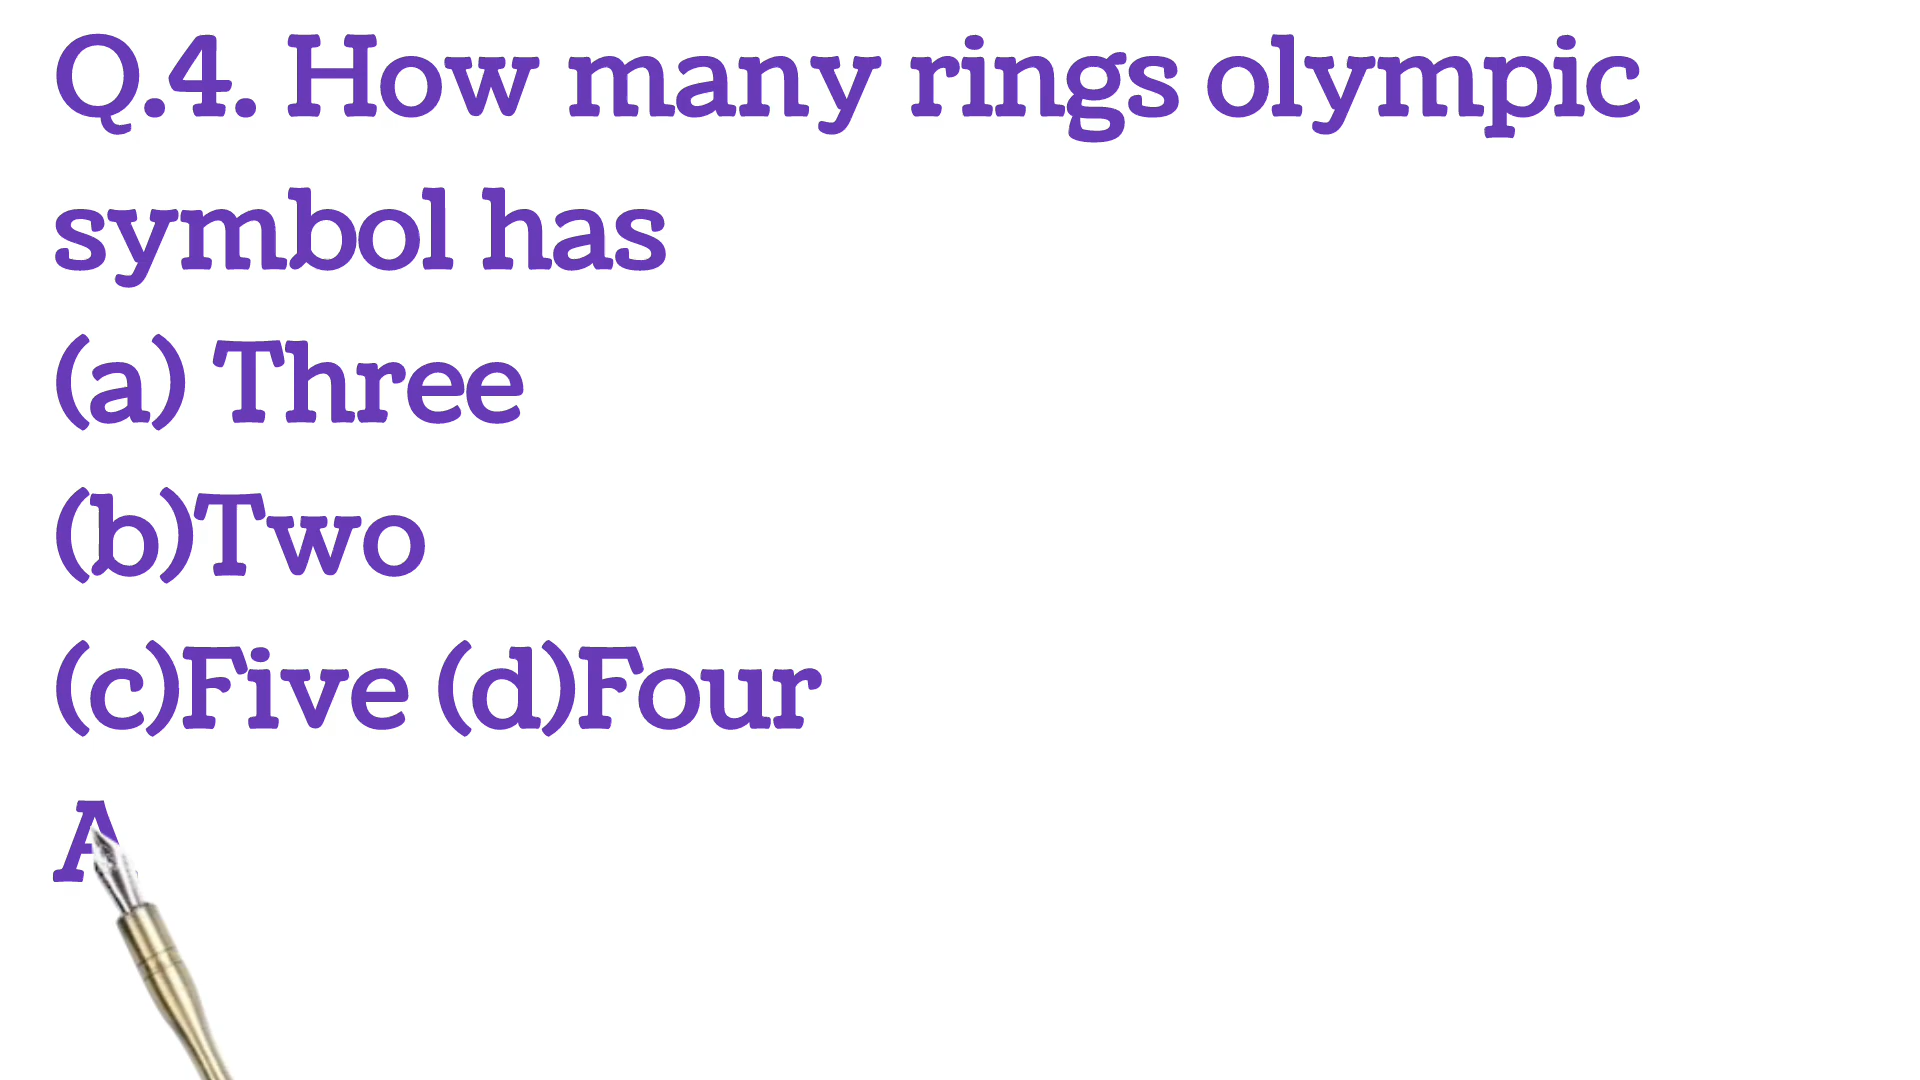 Q.4. How many rings olympic
symbol has
(a) Three
(b)Two
(c)Five (d)Four
A